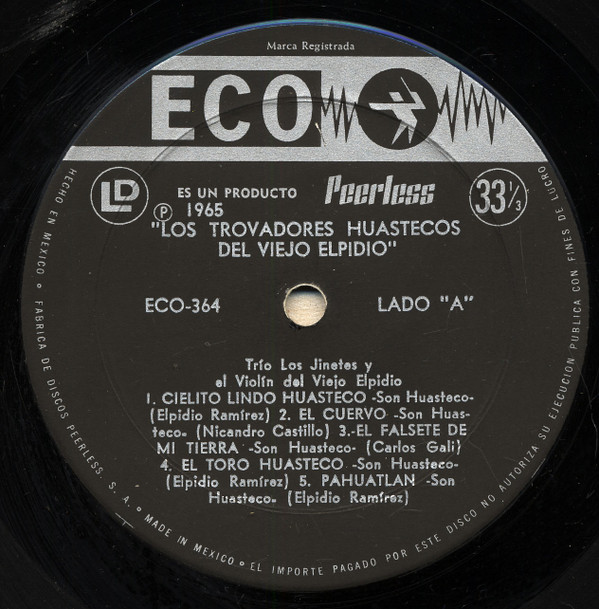 Marca Registrada
ECO
LD
ES UN PRODUCTO Peerless 33 1/3
℗ 1965
"LOS TROVADORES HUASTECOS
DEL VIEJO ELPIDIO"
ECO-364 LADO "A"
Trío Los Jinetes y
el Violín del Viejo Elpidio
1. CIELITO LINDO HUASTECO -Son Huasteco-
(Elpidio Ramírez) 2. EL CUERVO -Son Huas-
teco- (Nicandro Castillo) 3.-EL FALSETE DE
MI TIERRA -Son Huasteco- (Carlos Gali)
4. EL TORO HUASTECO -Son Huasteco-
(Elpidio Ramírez) 5. PAHUATLAN -Son
Huasteco- (Elpidio Ramírez)
HECHO EN MEXICO • FABRICA DE DISCOS PEERLESS, S. A. • MADE IN MEXICO • EL IMPORTE PAGADO POR ESTE DISCO NO AUTORIZA SU EJECUCION PUBLICA CON FINES DE LUCRO